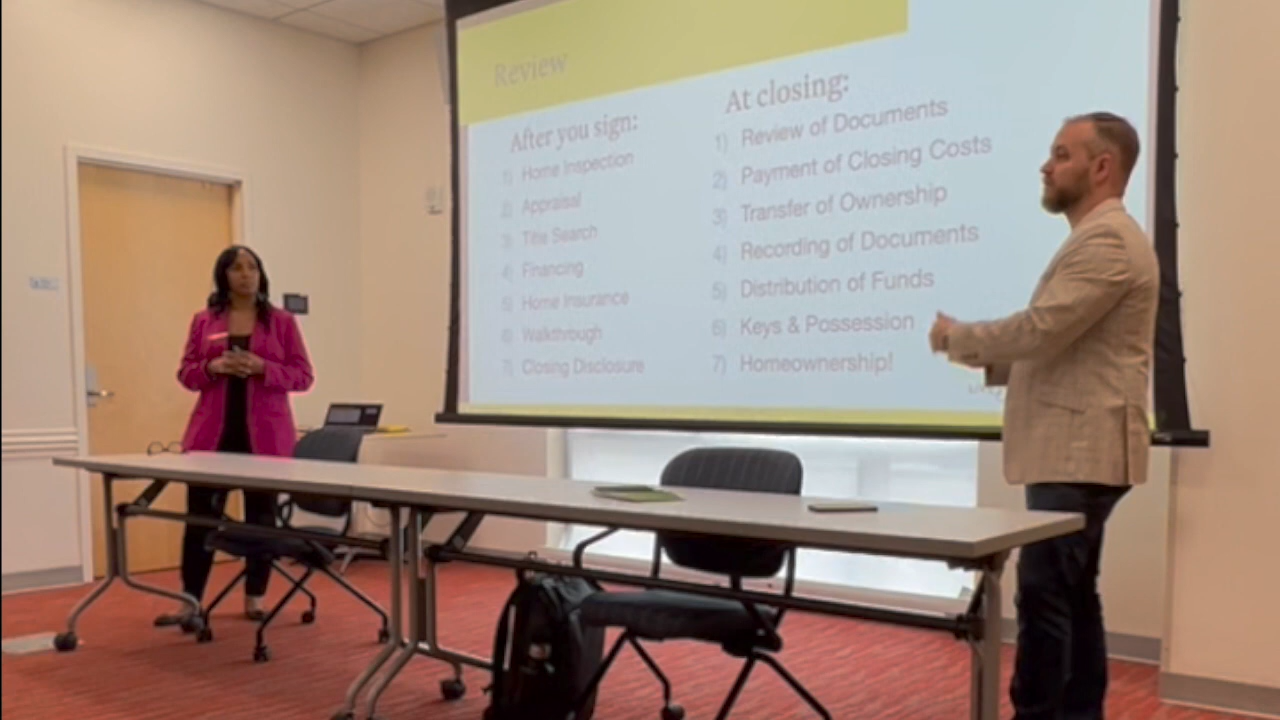 Review
After you sign:
1) Home Inspection
2) Appraisal
3) Title Search
4) Financing
5) Home Insurance
6) Walkthrough
7) Closing Disclosure
At closing:
1) Review of Documents
2) Payment of Closing Costs
3) Transfer of Ownership
4) Recording of Documents
5) Distribution of Funds
6) Keys & Possession
7) Homeownership!